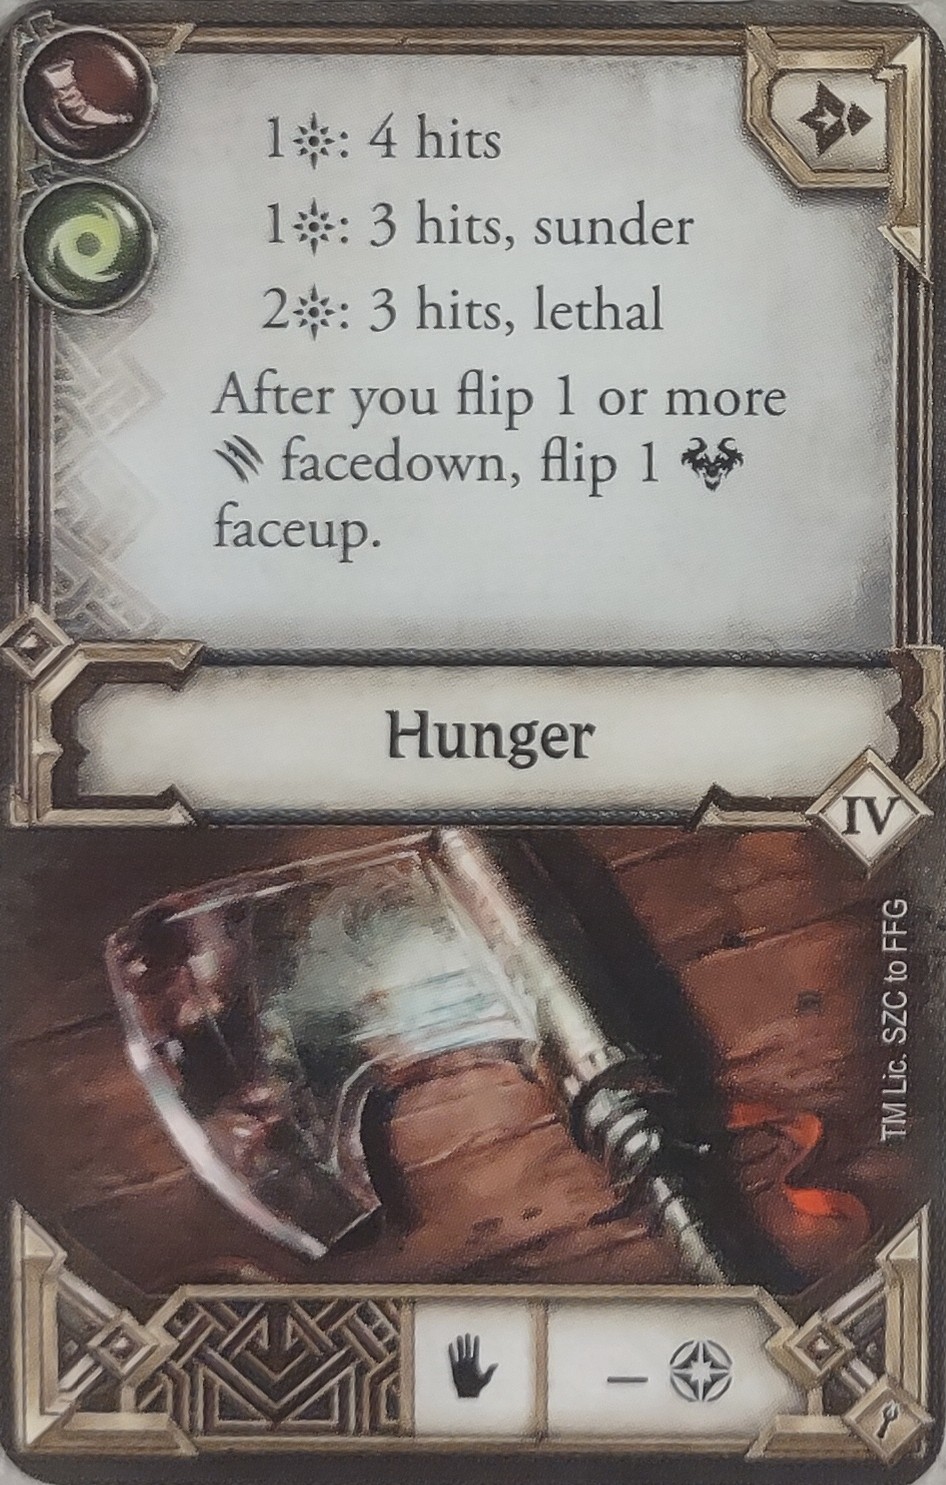 1: 4 hits
1: 3 hits, sunder
2: 3 hits, lethal
After you flip 1 or more
facedown, flip 1
faceup.
Hunger
IV
TM Lic. SZC to FFG
–